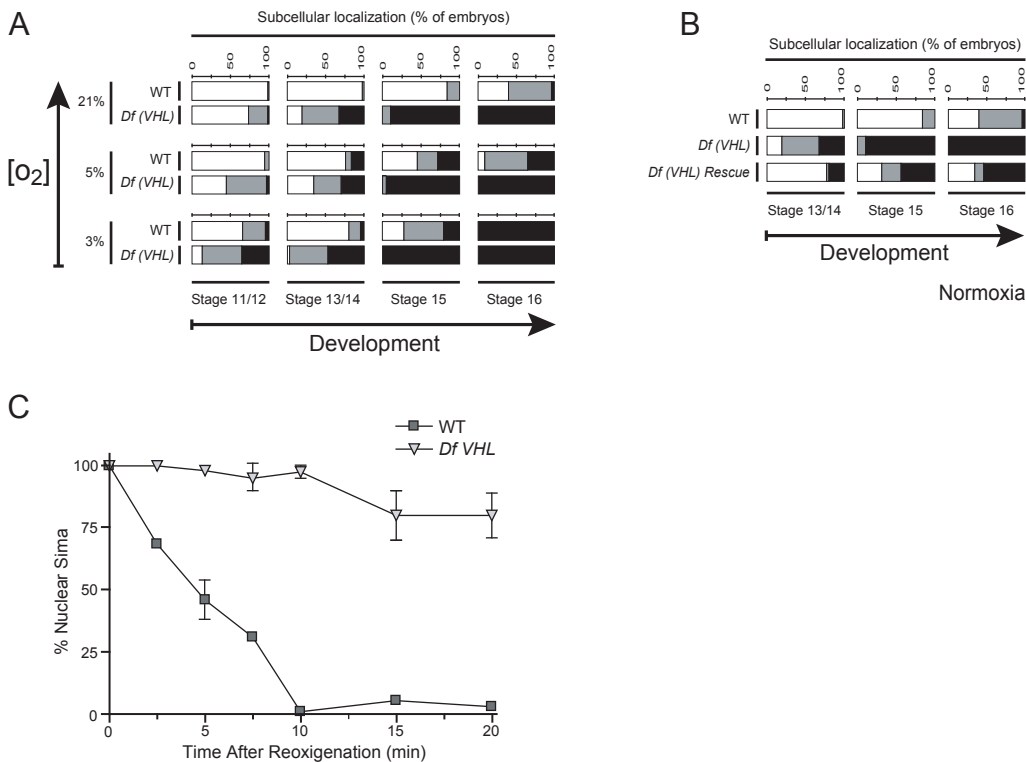 A
Subcellular localization (% of embryos)
0 50 100 0 50 100 0 50 100 0 50 100
21% WT
Df (VHL)
5% WT
Df (VHL)
3% WT
Df (VHL)
[O2]
Stage 11/12 Stage 13/14 Stage 15 Stage 16
Development
B
Subcellular localization (% of embryos)
0 50 100 0 50 100 0 50 100
WT
Df (VHL)
Df (VHL) Rescue
Stage 13/14 Stage 15 Stage 16
Development
Normoxia
C
WT
Df VHL
% Nuclear Sima
100
75
50
25
0
0 5 10 15 20
Time After Reoxigenation (min)